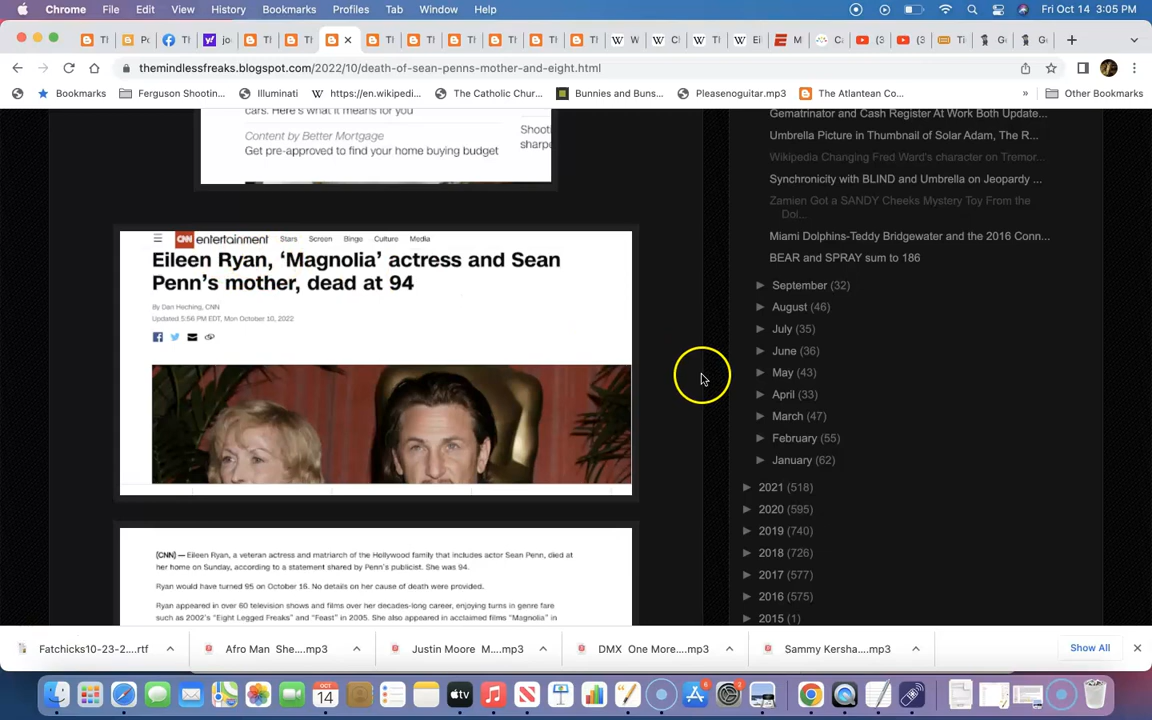 Chrome File Edit View History Bookmarks Profiles Tab Window Help Fri Oct 14 3:05 PM
themindlessfreaks.blogspot.com/2022/10/death-of-sean-penns-mother-and-eight.html
Bookmarks Ferguson Shootin... Illuminati https://en.wikipedi... The Catholic Chur... Bunnies and Buns... Pleasenoguitar.mp3 The Atlantean Co... » Other Bookmarks
cars. Here's what it means for you
Content by Better Mortgage
Get pre-approved to find your home buying budget
Shooti
sharpe
CNN entertainment Stars Screen Binge Culture Media
Eileen Ryan, ‘Magnolia’ actress and Sean
Penn’s mother, dead at 94
By Dan Heching, CNN
Updated 5:56 PM EDT, Mon October 10, 2022
(CNN) — Eileen Ryan, a veteran actress and matriarch of the Hollywood family that includes actor Sean Penn, died at
her home on Sunday, according to a statement shared by Penn's publicist. She was 94.
Ryan would have turned 95 on October 16. No details on her cause of death were provided.
Ryan appeared in over 60 television shows and films over her decades-long career, enjoying turns in genre fare
such as 2002's "Eight Legged Freaks" and "Feast" in 2005. She also appeared in acclaimed films "Magnolia" in
Gematrinator and Cash Register At Work Both Update...
Umbrella Picture in Thumbnail of Solar Adam, The R...
Wikipedia Changing Fred Ward's character on Tremor...
Synchronicity with BLIND and Umbrella on Jeopardy ...
Zamien Got a SANDY Cheeks Mystery Toy From the
Dol...
Miami Dolphins-Teddy Bridgewater and the 2016 Conn...
BEAR and SPRAY sum to 186
► September (32)
► August (46)
► July (35)
► June (36)
► May (43)
► April (33)
► March (47)
► February (55)
► January (62)
► 2021 (518)
► 2020 (595)
► 2019 (740)
► 2018 (726)
► 2017 (577)
► 2016 (575)
► 2015 (1)
Fatchicks10-23-2....rtf Afro Man She....mp3 Justin Moore M....mp3 DMX One More....mp3 Sammy Kersha....mp3 Show All
OCT
14